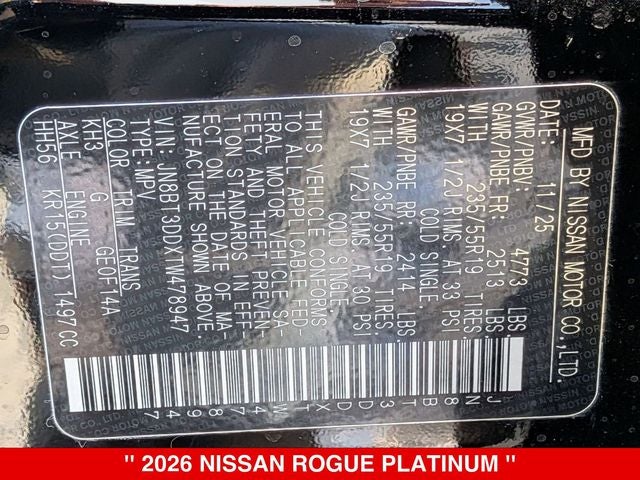 MFD BY NISSAN MOTOR CO.,LTD.
DATE: 11/25
GVWR/PNBV: 4773 LBS.
GAWR/PNBE FR: 2513 LBS.
WITH 235/55R19 TIRES
19X7 1/2J RIMS AT 33 PSI
COLD SINGLE
GAWR/PNBE RR: 2414 LBS.
WITH 235/55R19 TIRES
19X7 1/2J RIMS AT 30 PSI
COLD SINGLE
THIS VEHICLE CONFORMS
TO ALL APPLICABLE FED-
ERAL MOTOR VEHICLE SA-
FETY AND THEFT PREVEN-
TION STANDARDS IN EFF-
ECT ON THE DATE OF MA-
NUFACTURE SHOWN ABOVE.
VIN: JN8BT3DDXTW478947
TYPE: MPV
COLOR TRIM TRANS
KH3 G GE0FT4A
AXLE ENGINE
HH56 KR15(DDT) 1497CC
JN8BT3DDXTW478947
" 2026 NISSAN ROGUE PLATINUM "